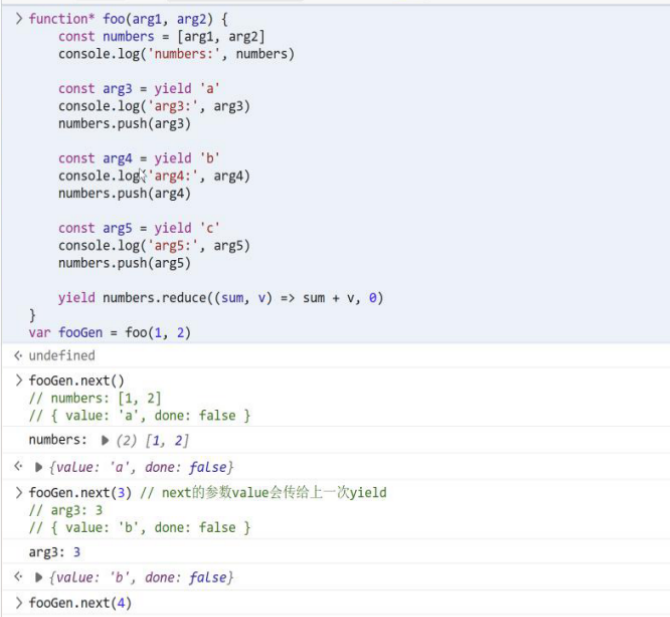 > function* foo(arg1, arg2) {
const numbers = [arg1, arg2]
console.log('numbers:', numbers)
const arg3 = yield 'a'
console.log('arg3:', arg3)
numbers.push(arg3)
const arg4 = yield 'b'
console.log('arg4:', arg4)
numbers.push(arg4)
const arg5 = yield 'c'
console.log('arg5:', arg5)
numbers.push(arg5)
yield numbers.reduce((sum, v) => sum + v, 0)
}
var fooGen = foo(1, 2)
undefined
> fooGen.next()
// numbers: [1, 2]
// { value: 'a', done: false }
numbers: ▶ (2) [1, 2]
▶ {value: 'a', done: false}
> fooGen.next(3) // next的参数value会传给上一次yield
// arg3: 3
// { value: 'b', done: false }
arg3: 3
▶ {value: 'b', done: false}
> fooGen.next(4)